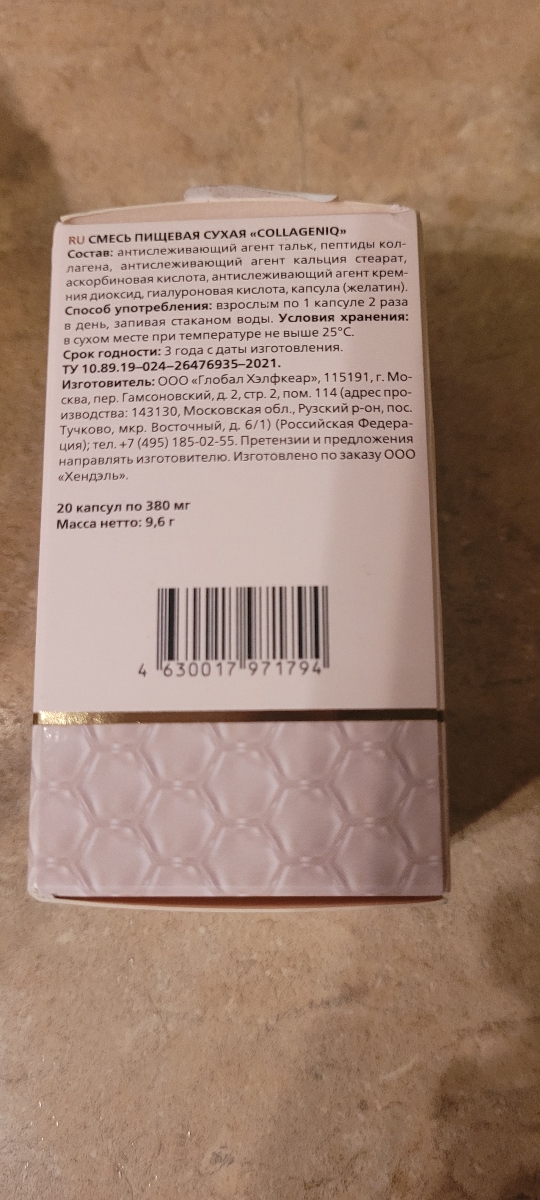 RU СМЕСЬ ПИЩЕВАЯ СУХАЯ «COLLAGENIQ»
Состав: антислеживающий агент тальк, пептиды кол-
лагена, антислеживающий агент кальция стеарат,
аскорбиновая кислота, антислеживающий агент крем-
ния диоксид, гиалуроновая кислота, капсула (желатин).
Способ употребления: взрослым по 1 капсуле 2 раза
в день, запивая стаканом воды. Условия хранения:
в сухом месте при температуре не выше 25°С.
Срок годности: 3 года с даты изготовления.
ТУ 10.89.19–024–26476935–2021.
Изготовитель: ООО «Глобал Хэлфкеар», 115191, г. Мо-
сква, пер. Гамсоновский, д. 2, стр. 2, пом. 114 (адрес про-
изводства: 143130, Московская обл., Рузский р-он, пос.
Тучково, мкр. Восточный, д. 6/1) (Российская Федера-
ция); тел. +7 (495) 185-02-55. Претензии и предложения
направлять изготовителю. Изготовлено по заказу ООО
«Хендэль».
20 капсул по 380 мг
Масса нетто: 9,6 г
4 630017 971794